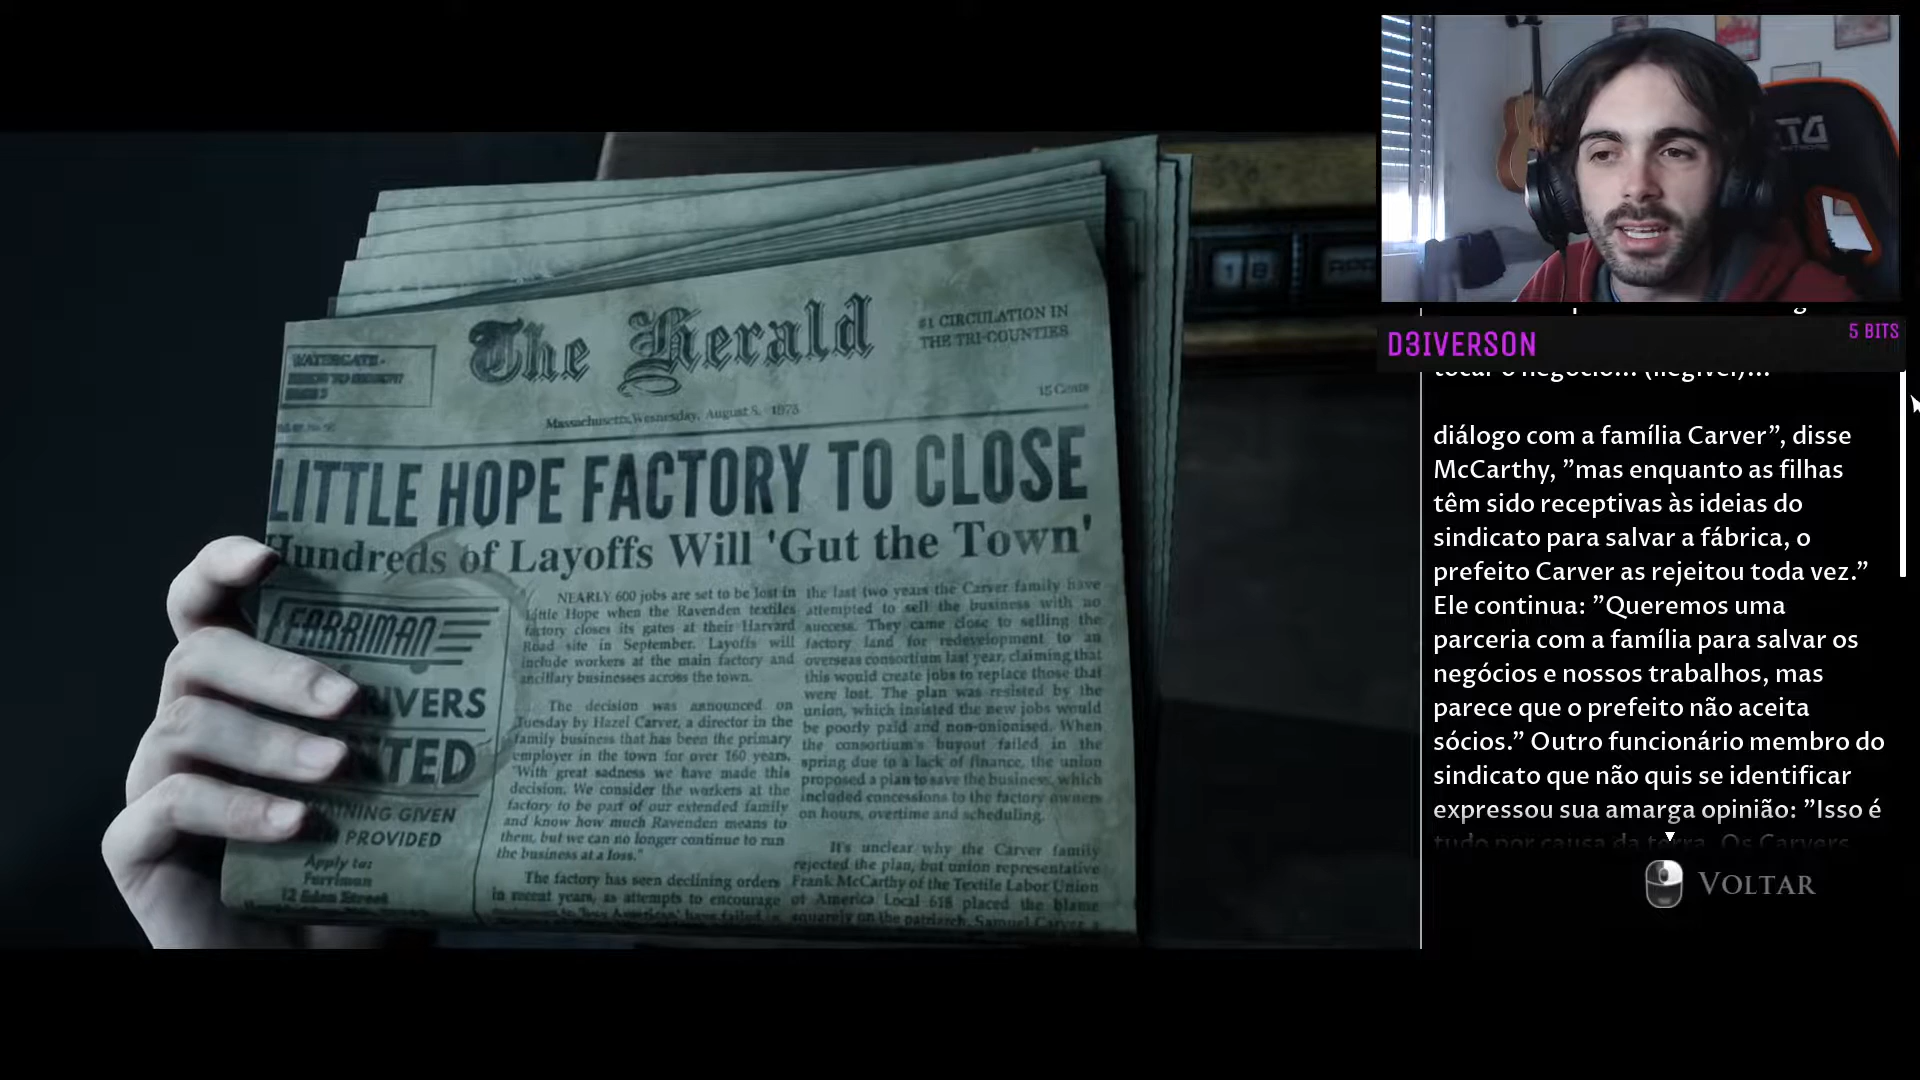 The Herald
#1 CIRCULATION IN
THE TRI-COUNTIES
WATERGATE -
15 Cents
Massachusetts, Wesnesday, August 8, 1973
LITTLE HOPE FACTORY TO CLOSE
Hundreds of Layoffs Will 'Gut the Town'
FARRIMAN
RIVERS
TED
NING GIVEN
PROVIDED
Apply to:
Farriman
12 Eden Street
NEARLY 600 jobs are set to be lost in
Little Hope when the Ravenden textiles
factory closes its gates at their Harvard
Road site in September. Layoffs will
include workers at the main factory and
ancillary businesses across the town.
The decision was announced on
Tuesday by Hazel Carver, a director in the
family business that has been the primary
employer in the town for over 160 years.
"With great sadness we have made this
decision. We consider the workers at the
factory to be part of our extended family
and know how much Ravenden means to
them, but we can no longer continue to run
the business at a loss."
The factory has seen declining orders
in recent years, as attempts to encourage
the last two years the Carver family have
attempted to sell the business with no
success. They came close to selling the
factory land for redevelopment to an
overseas consortium last year, claiming that
this would create jobs to replace those that
were lost. The plan was resisted by the
union, which insisted the new jobs would
be poorly paid and non-unionised. When
the consortium's buyout failed in the
spring due to a lack of finance, the union
proposed a plan to save the business, which
included concessions to the factory owners
on hours, overtime and scheduling.
It's unclear why the Carver family
rejected the plan, but union representative
Frank McCarthy of the Textile Labor Union
of America Local 618 placed the blame
squarely on the patriarch, Samuel Carver, a
18
D3IVERSON
5 BITS
tocar o negócio... (ilegível)...
diálogo com a família Carver”, disse
McCarthy, ”mas enquanto as filhas
têm sido receptivas às ideias do
sindicato para salvar a fábrica, o
prefeito Carver as rejeitou toda vez.”
Ele continua: ”Queremos uma
parceria com a família para salvar os
negócios e nossos trabalhos, mas
parece que o prefeito não aceita
sócios.” Outro funcionário membro do
sindicato que não quis se identificar
expressou sua amarga opinião: ”Isso é
tudo por causa da terra. Os Carvers
VOLTAR